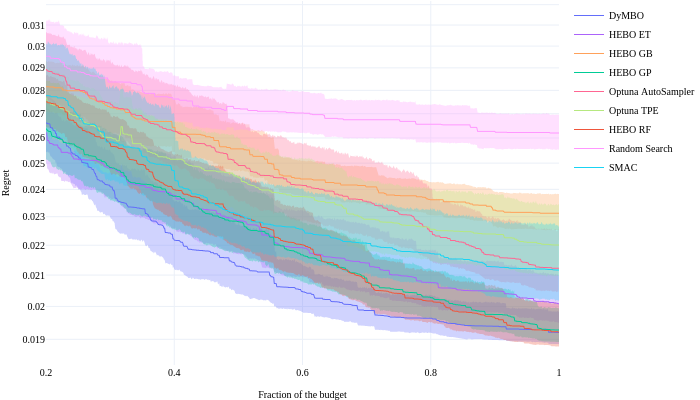 0.031
0.03
0.029
0.028
0.027
0.026
0.025
0.024
0.023
0.022
0.021
0.02
0.019
Regret
0.2
0.4
0.6
0.8
1
Fraction of the budget
DyMBO
HEBO ET
HEBO GB
HEBO GP
Optuna AutoSampler
Optuna TPE
HEBO RF
Random Search
SMAC